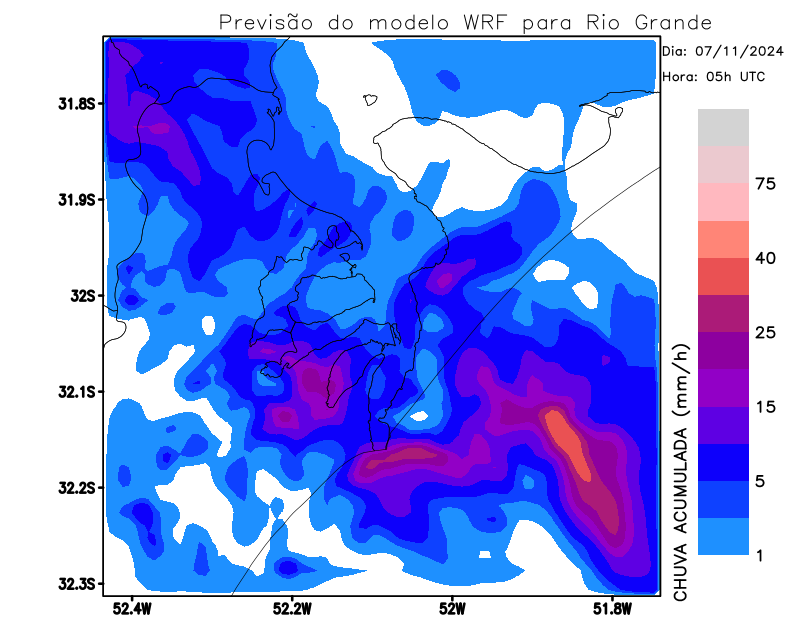 Previsão do modelo WRF para Rio Grande
Dia: 07/11/2024
Hora: 05h UTC
31.8S
31.9S
32S
32.1S
32.2S
32.3S
52.4W
52.2W
52W
51.8W
75
40
25
15
5
1
CHUVA ACUMULADA (mm/h)